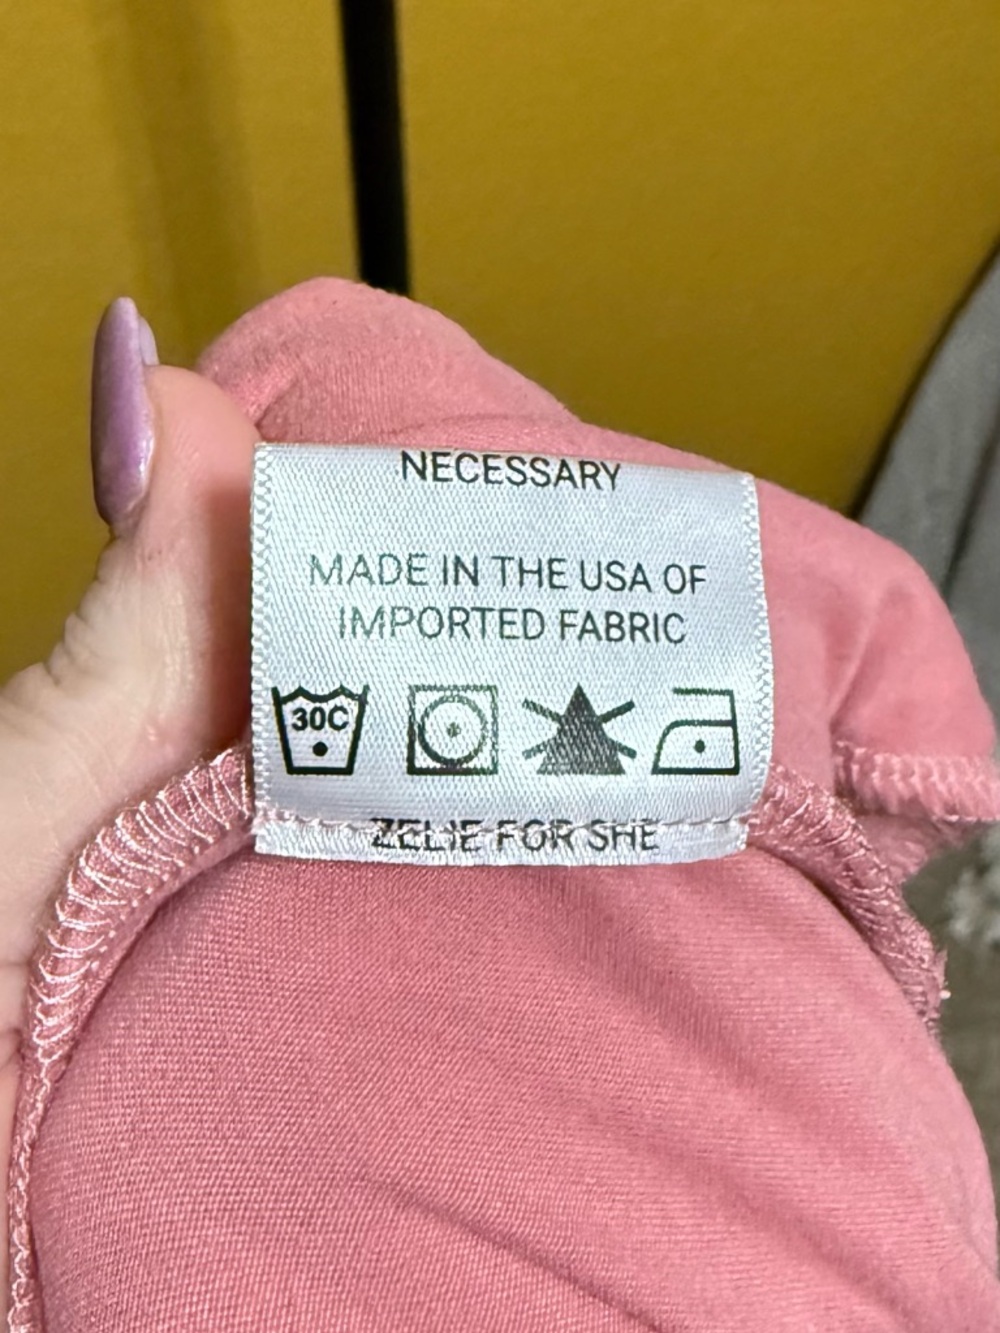 NECESSARY
MADE IN THE USA OF
IMPORTED FABRIC
30C
ZELIE FOR SHE